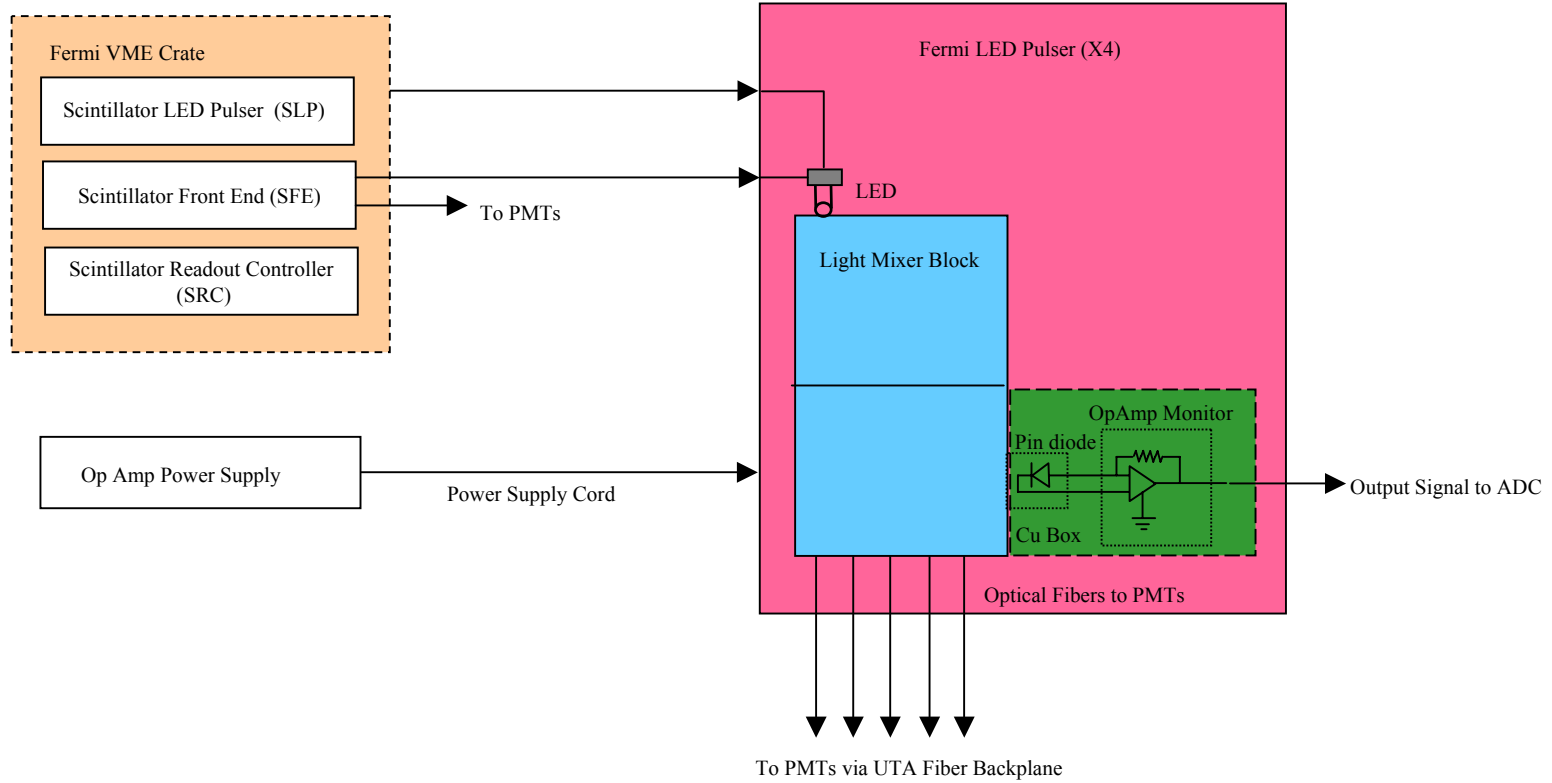 Fermi VME Crate
Scintillator LED Pulser (SLP)
Scintillator Front End (SFE)
To PMTs
Scintillator Readout Controller
(SRC)
Op Amp Power Supply
Power Supply Cord
Fermi LED Pulser (X4)
LED
Light Mixer Block
OpAmp Monitor
Pin diode
Cu Box
Output Signal to ADC
Optical Fibers to PMTs
To PMTs via UTA Fiber Backplane